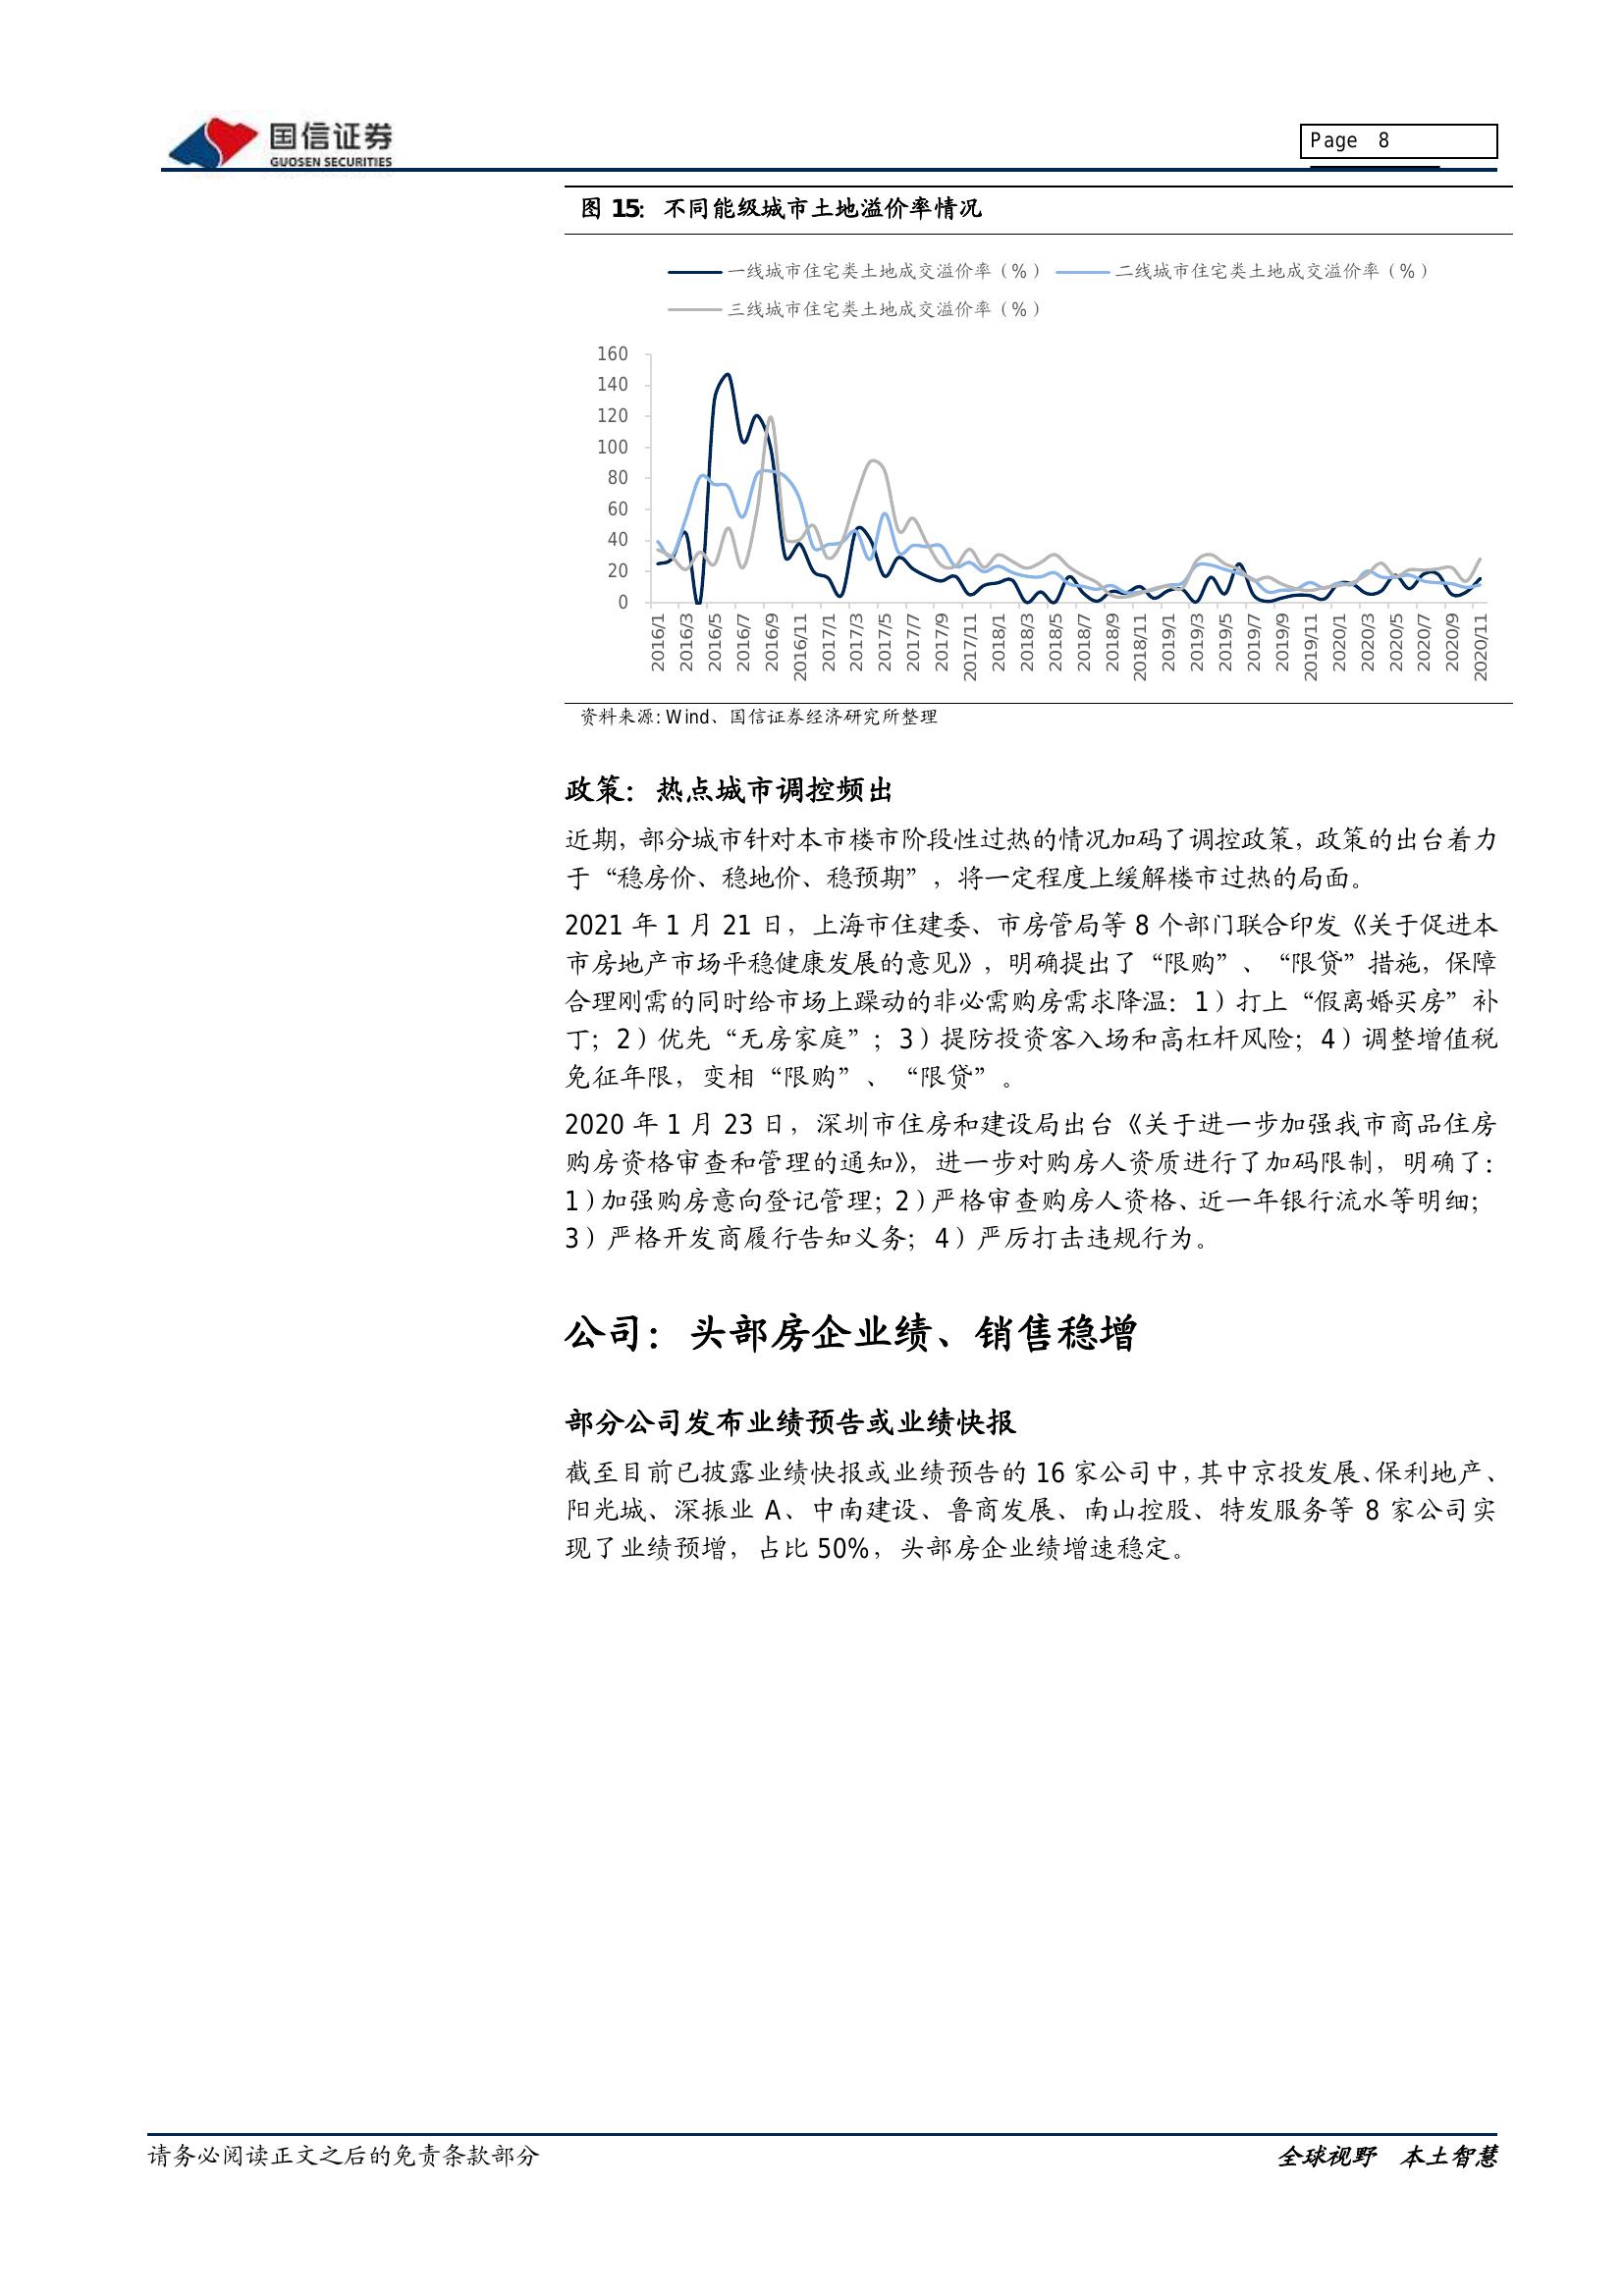 国信证券
GUOSEN SECURITIES
Page 8
图 15: 不同能级城市土地溢价率情况
一线城市住宅类土地成交溢价率（%） 二线城市住宅类土地成交溢价率（%）
三线城市住宅类土地成交溢价率（%）
160
140
120
100
80
60
40
20
0
2016/1 2016/3 2016/5 2016/7 2016/9 2016/11 2017/1 2017/3 2017/5 2017/7 2017/9 2017/11 2018/1 2018/3 2018/5 2018/7 2018/9 2018/11 2019/1 2019/3 2019/5 2019/7 2019/9 2019/11 2020/1 2020/3 2020/5 2020/7 2020/9 2020/11
资料来源: Wind、国信证券经济研究所整理
政策：热点城市调控频出
近期，部分城市针对本市楼市阶段性过热的情况加码了调控政策，政策的出台着力
于“稳房价、稳地价、稳预期”，将一定程度上缓解楼市过热的局面。
2021 年 1 月 21 日，上海市住建委、市房管局等 8 个部门联合印发《关于促进本
市房地产市场平稳健康发展的意见》，明确提出了“限购”、“限贷”措施，保障
合理刚需的同时给市场上躁动的非必需购房需求降温：1）打上“假离婚买房”补
丁；2）优先“无房家庭”；3）提防投资客入场和高杠杆风险；4）调整增值税
免征年限，变相“限购”、“限贷”。
2020 年 1 月 23 日，深圳市住房和建设局出台《关于进一步加强我市商品住房
购房资格审查和管理的通知》，进一步对购房人资质进行了加码限制，明确了：
1）加强购房意向登记管理；2）严格审查购房人资格、近一年银行流水等明细；
3）严格开发商履行告知义务；4）严厉打击违规行为。
公司：头部房企业绩、销售稳增
部分公司发布业绩预告或业绩快报
截至目前已披露业绩快报或业绩预告的 16 家公司中，其中京投发展、保利地产、
阳光城、深振业 A、中南建设、鲁商发展、南山控股、特发服务等 8 家公司实
现了业绩预增，占比 50%，头部房企业绩增速稳定。
请务必阅读正文之后的免责条款部分 全球视野 本土智慧